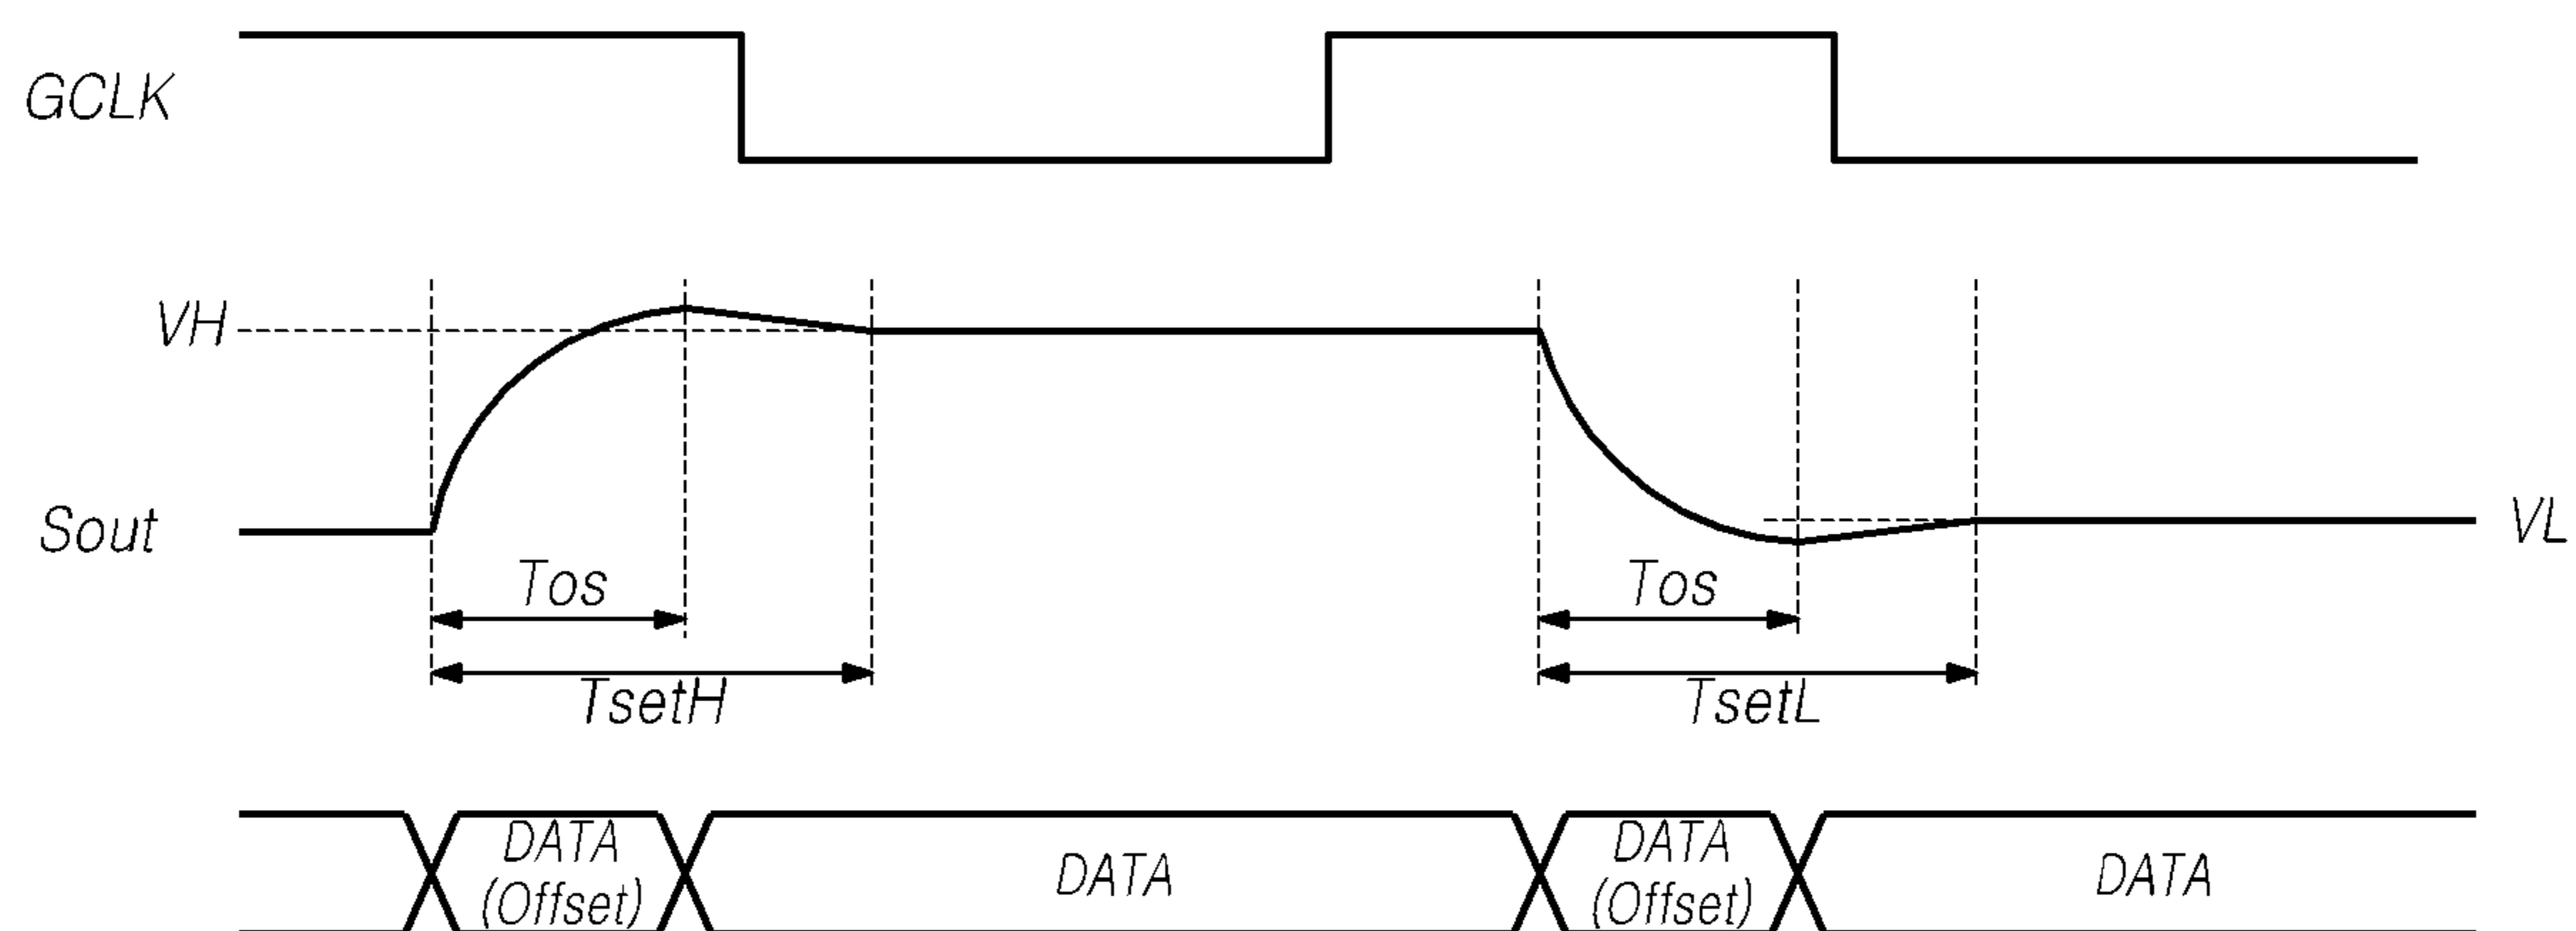 GCLK
VH
Sout
VL
Tos
Tos
TsetH
TsetL
DATA
(Offset)
DATA
DATA
(Offset)
DATA